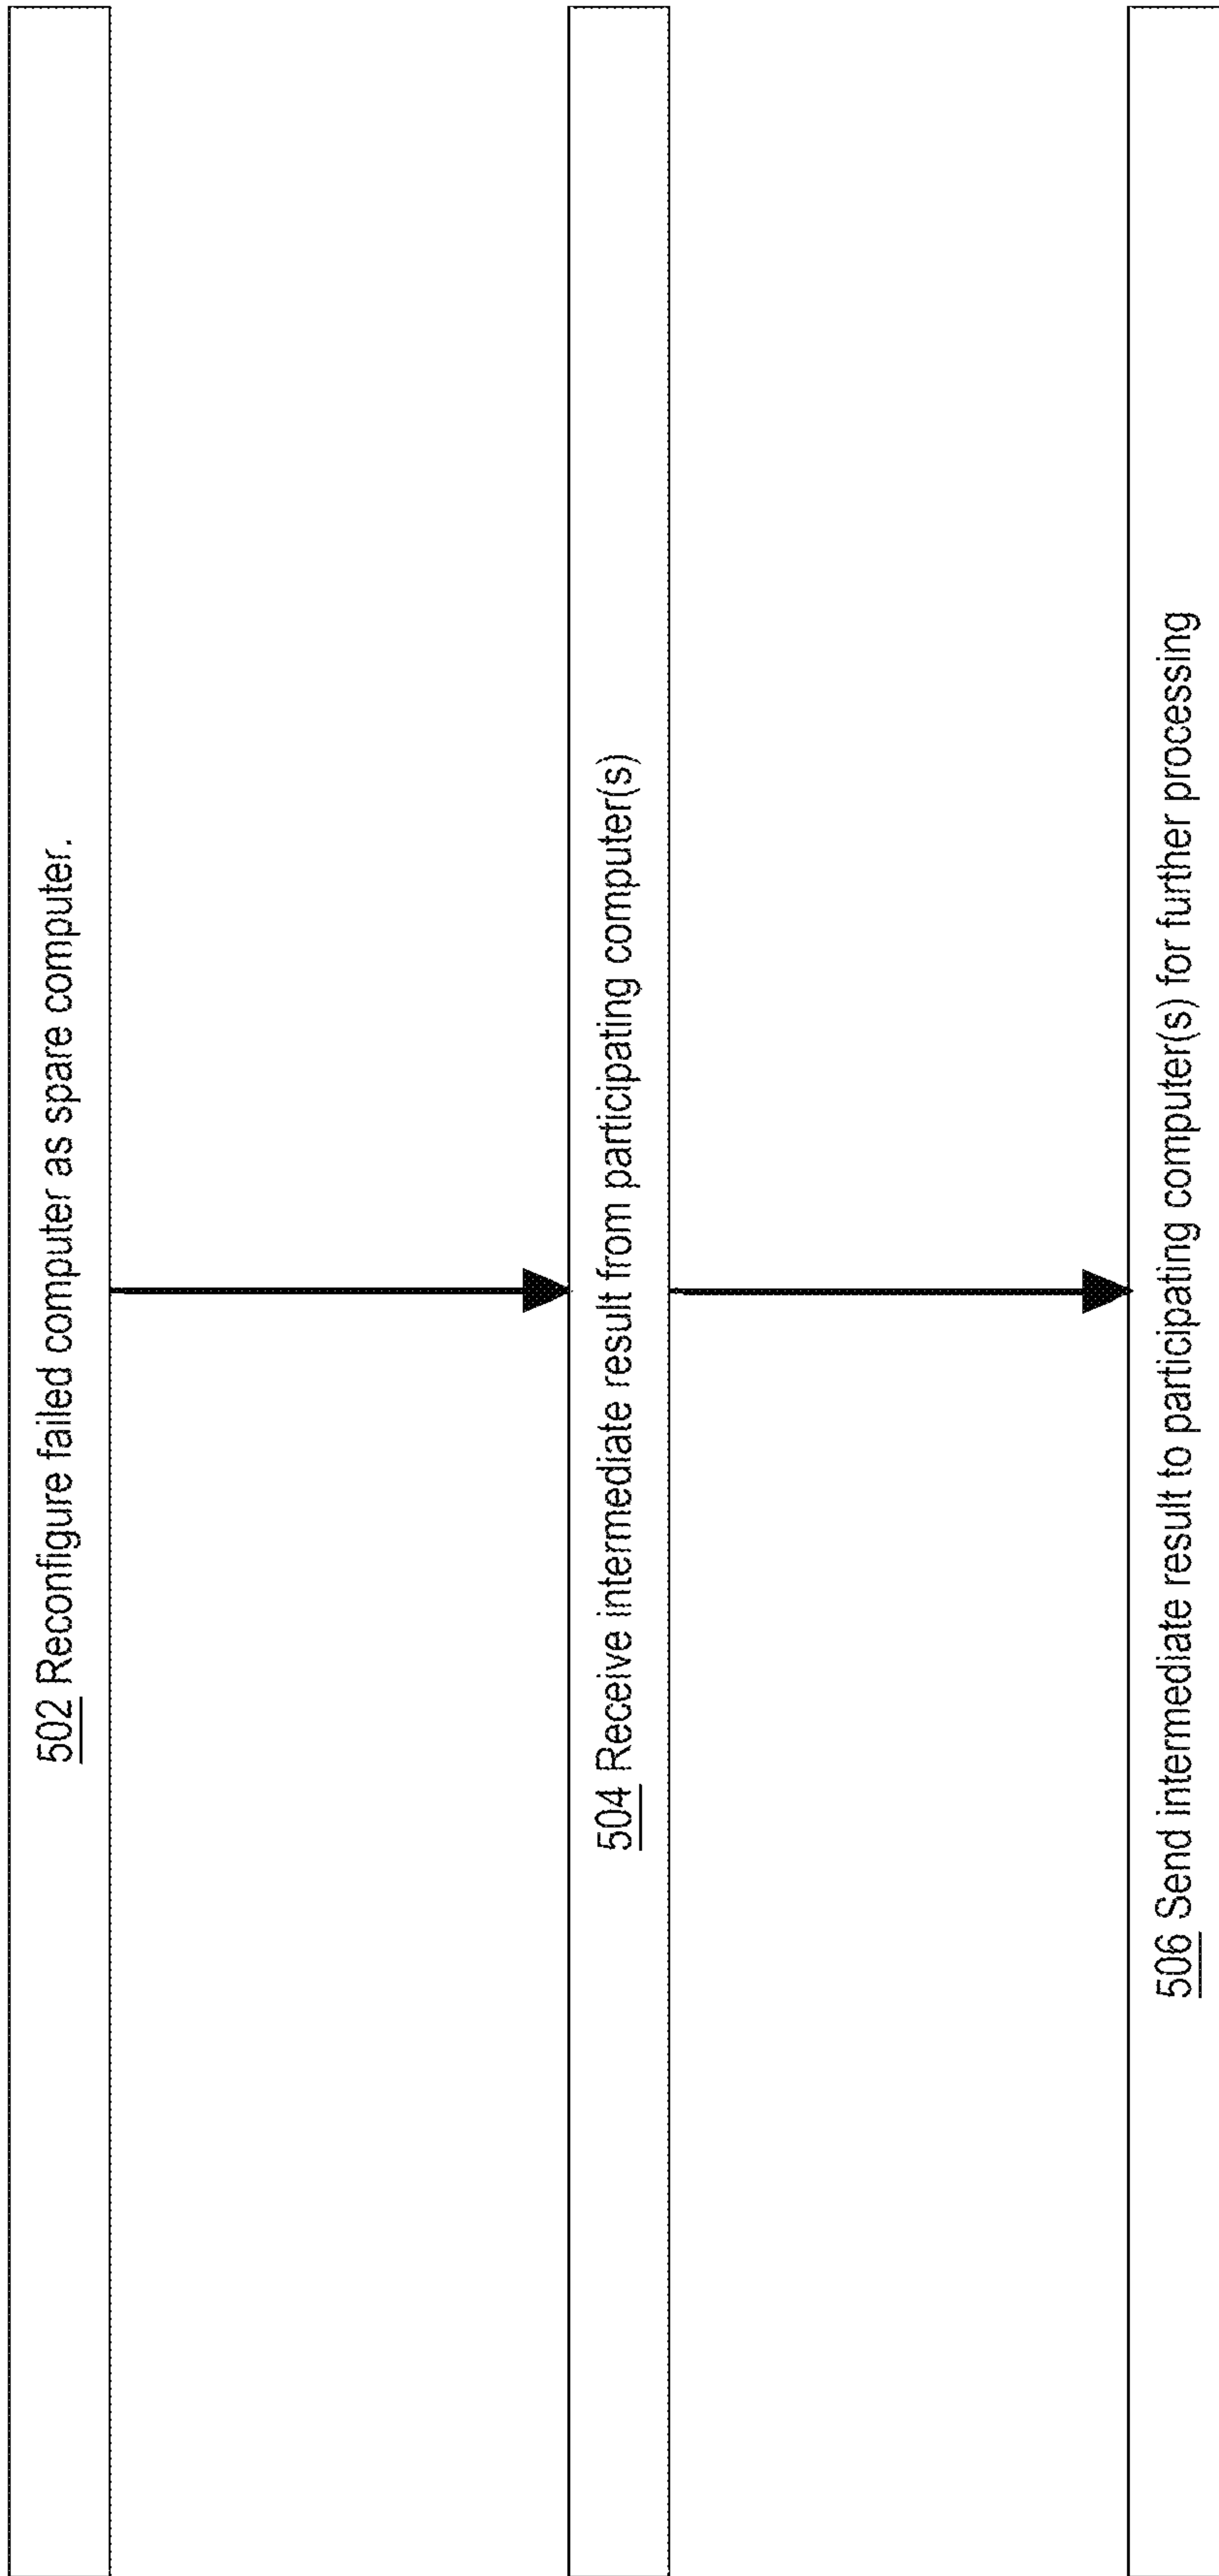 502 Reconfigure failed computer as spare computer.
504 Receive intermediate result from participating computer(s)
506 Send intermediate result to participating computer(s) for further processing